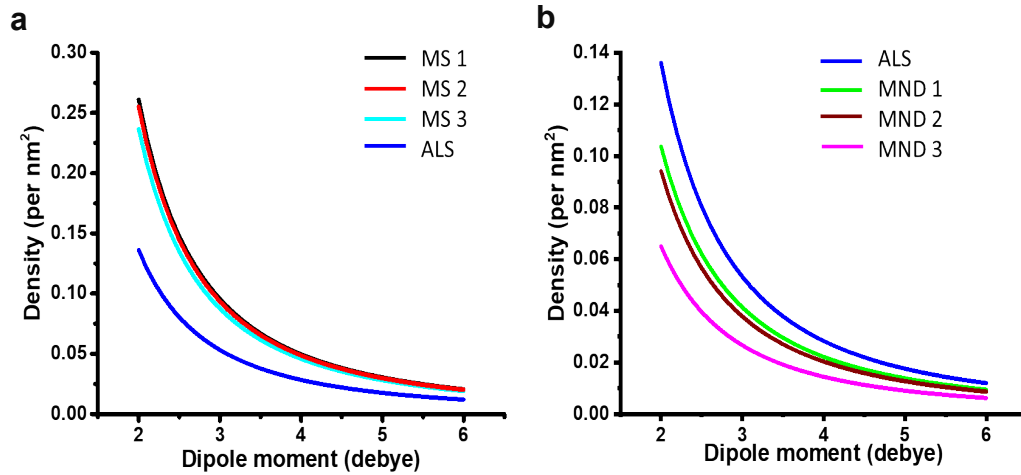 a
0.30
0.25
0.20
0.15
0.10
0.05
0.00
Density (per nm²)
2 3 4 5 6
Dipole moment (debye)
MS 1
MS 2
MS 3
ALS
b
0.14
0.12
0.10
0.08
0.06
0.04
0.02
0.00
Density (per nm²)
2 3 4 5 6
Dipole moment (debye)
ALS
MND 1
MND 2
MND 3